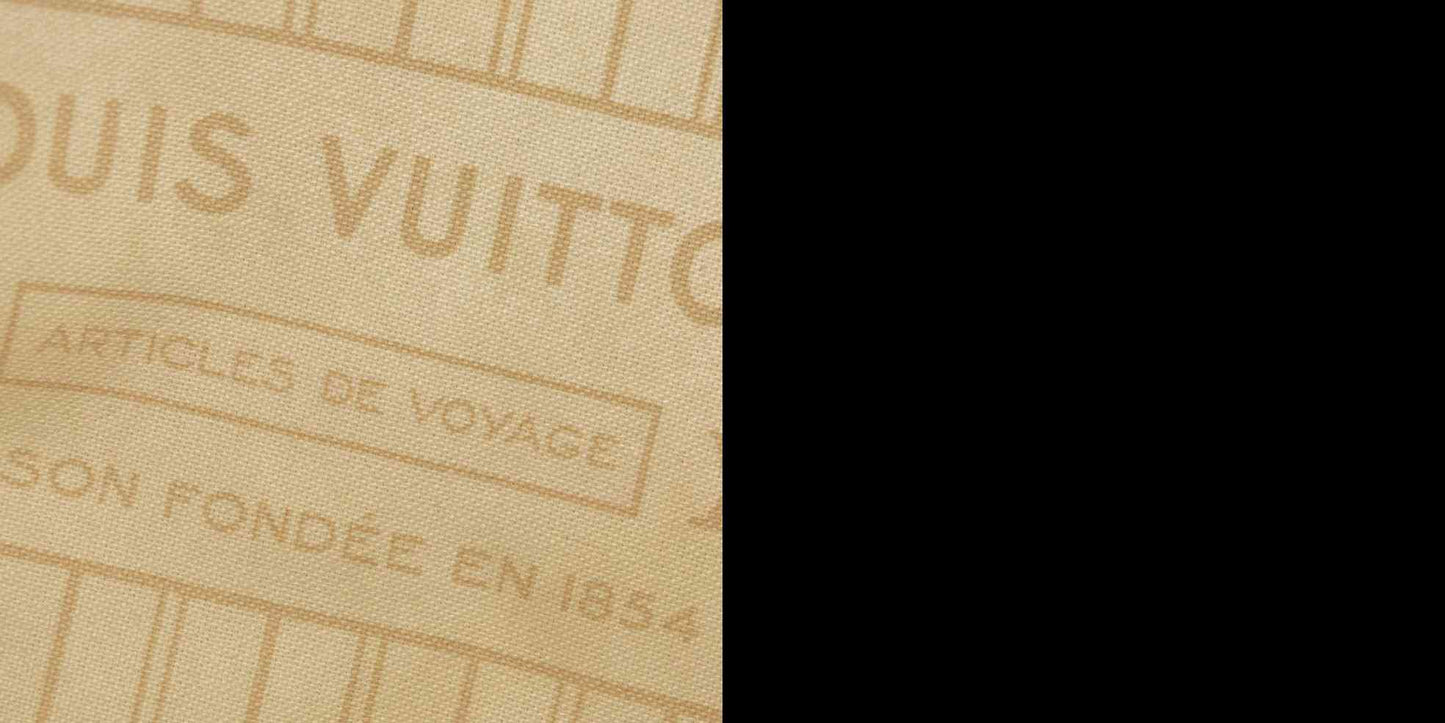 OUIS VUITTO
ARTICLES DE VOYAGE
SON FONDÉE EN 1854